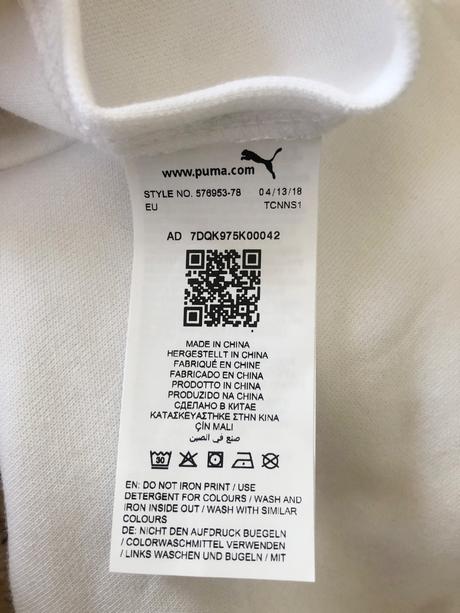 www.puma.com
STYLE NO. 576953-78 04/13/18
EU TCNNS1
AD 7DQK975K00042
MADE IN CHINA
HERGESTELLT IN CHINA
FABRIQUÉ EN CHINE
FABRICADO EN CHINA
PRODOTTO IN CHINA
PRODUZIDO NA CHINA
СДЕЛАНО В КИТАЕ
ΚΑΤΑΣΚΕΥΑΣΤΗΚΕ ΣΤΗΝ ΚΙΝΑ
ÇİN MALI
صنع في الصين
30
EN: DO NOT IRON PRINT / USE
DETERGENT FOR COLOURS / WASH AND
IRON INSIDE OUT / WASH WITH SIMILAR
COLOURS
DE: NICHT DEN AUFDRUCK BUEGELN
/ COLORWASCHMITTEL VERWENDEN
/ LINKS WASCHEN UND BUGELN / MIT